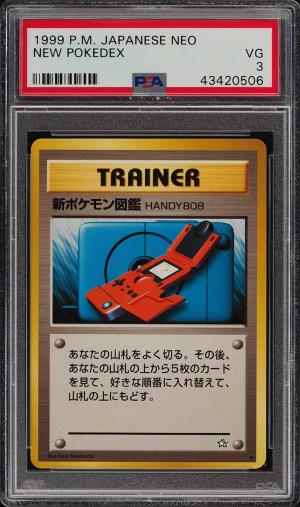 1999 P.M. JAPANESE NEO
NEW POKEDEX
VG
3
PSA
43420506
TRAINER
新ポケモン図鑑 HANDY808
あなたの山札をよく切る。その後、
あなたの山札の上から5枚のカード
を見て、好きな順番に入れ替えて、
山札の上にもどす。
Illus. Keiji Kinebuchi